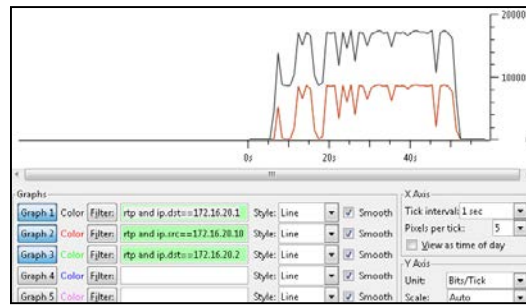 20000
10000
0s 20s 40s
Graphs
Graph 1 Color Filter: rtp and ip.dst==172.16.20.1 Style: Line Smooth
Graph 2 Color Filter: rtp and ip.src==172.16.20.10 Style: Line Smooth
Graph 3 Color Filter: rtp and ip.dst==172.16.20.2 Style: Line Smooth
Graph 4 Color Filter: Style: Line Smooth
Graph 5 Color Filter: Style: Line Smooth
X Axis
Tick interval: 1 sec
Pixels per tick: 5
View as time of day
Y Axis
Unit: Bits/Tick
Scale: Auto